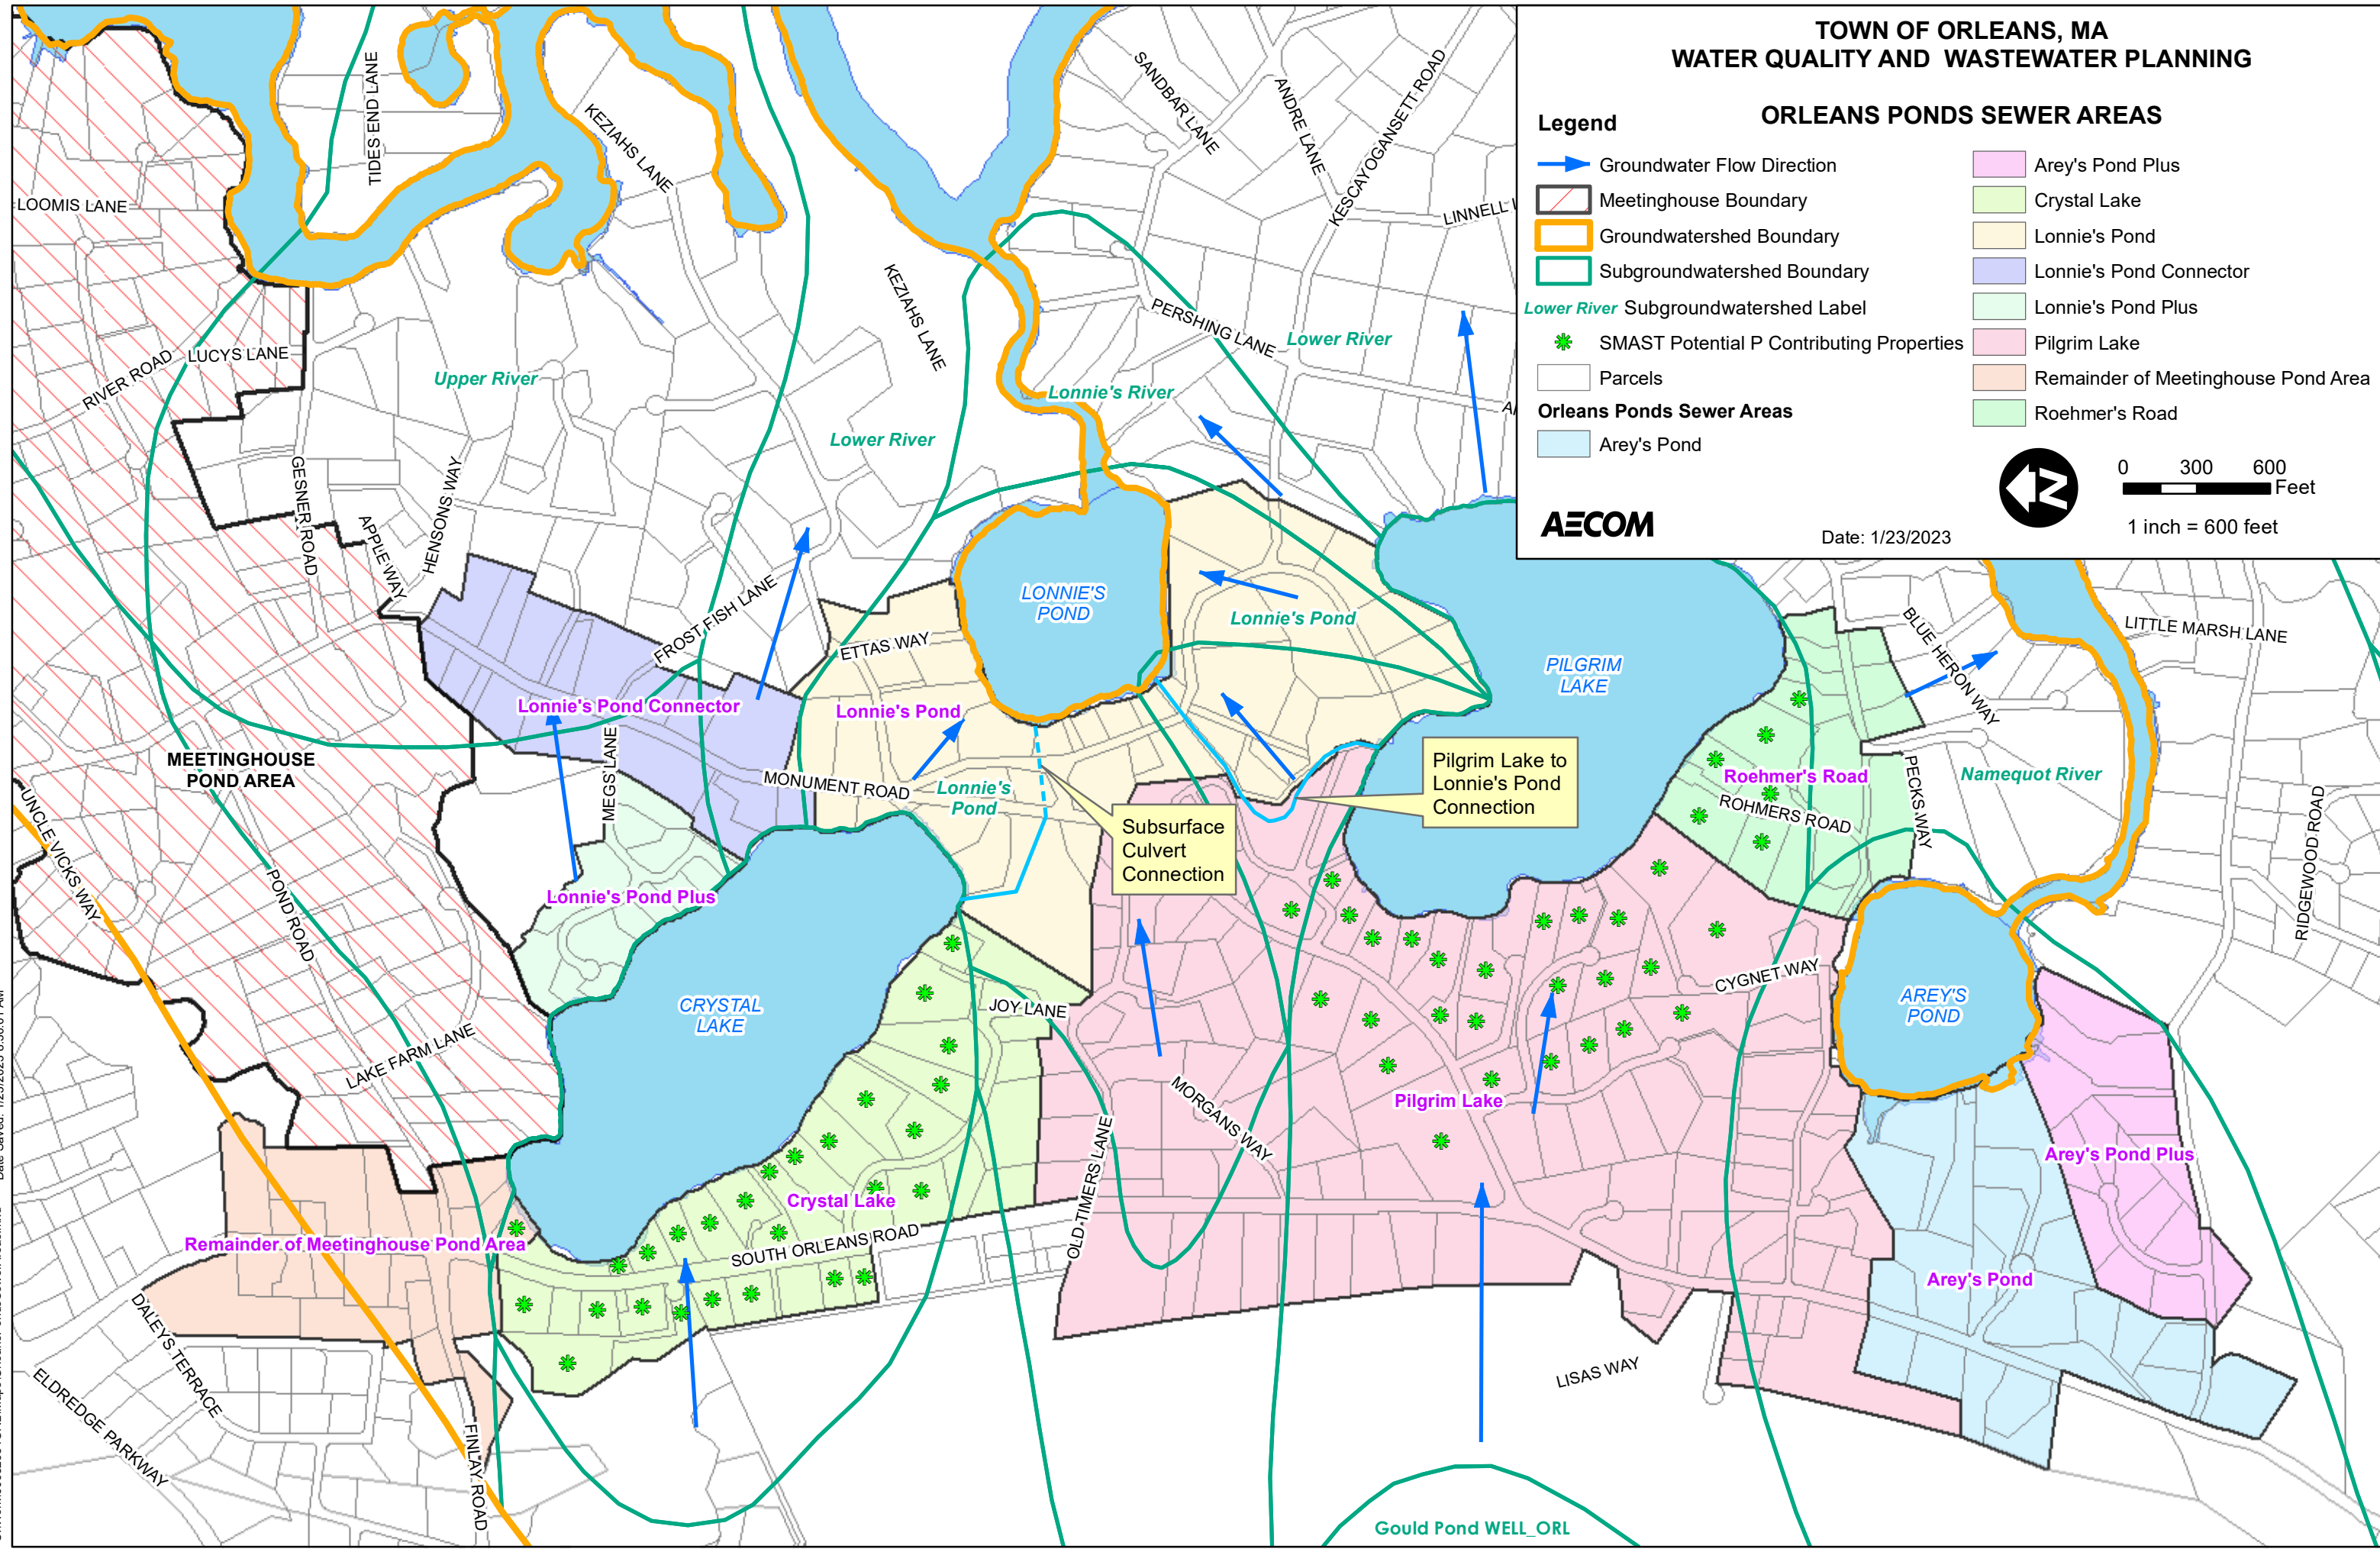 TOWN OF ORLEANS, MA
WATER QUALITY AND WASTEWATER PLANNING
ORLEANS PONDS SEWER AREAS
Legend
Groundwater Flow Direction
Meetinghouse Boundary
Groundwatershed Boundary
Subgroundwatershed Boundary
Lower River Subgroundwatershed Label
SMAST Potential P Contributing Properties
Parcels
Orleans Ponds Sewer Areas
Arey's Pond
Arey's Pond Plus
Crystal Lake
Lonnie's Pond
Lonnie's Pond Connector
Lonnie's Pond Plus
Pilgrim Lake
Remainder of Meetinghouse Pond Area
Roehmer's Road
N
0 300 600
Feet
1 inch = 600 feet
AECOM
Date: 1/23/2023
TIDES END LANE
KEZIAHS LANE
SANDBAR LANE
ANDRE LANE
KESCAYOGANSETT ROAD
LOOMIS LANE
LINNELL
KEZIAHS LANE
PERSHING LANE
Lower River
RIVER ROAD
LUCYS LANE
Upper River
Lonnie's River
Lower River
GESNER ROAD
APPLE WAY
HENSONS WAY
FROST FISH LANE
ETTAS WAY
LONNIE'S
POND
Lonnie's Pond
PILGRIM
LAKE
BLUE HERON WAY
LITTLE MARSH LANE
Lonnie's Pond Connector
Lonnie's Pond
MEETINGHOUSE
POND AREA
MEGS LANE
MONUMENT ROAD
Lonnie's
Pond
Pilgrim Lake to
Lonnie's Pond
Connection
Subsurface
Culvert
Connection
Roehmer's Road
ROHMERS ROAD
PECKS WAY
Namequot River
RIDGEWOOD ROAD
UNCLE VICKS WAY
POND ROAD
Lonnie's Pond Plus
CRYSTAL
LAKE
JOY LANE
CYGNET WAY
AREY'S
POND
LAKE FARM LANE
MORGANS WAY
Pilgrim Lake
OLD TIMERS LANE
Arey's Pond Plus
Crystal Lake
SOUTH ORLEANS ROAD
Remainder of Meetinghouse Pond Area
Arey's Pond
DALEYS TERRACE
ELDREDGE PARKWAY
FINLAY ROAD
LISAS WAY
Gould Pond WELL_ORL